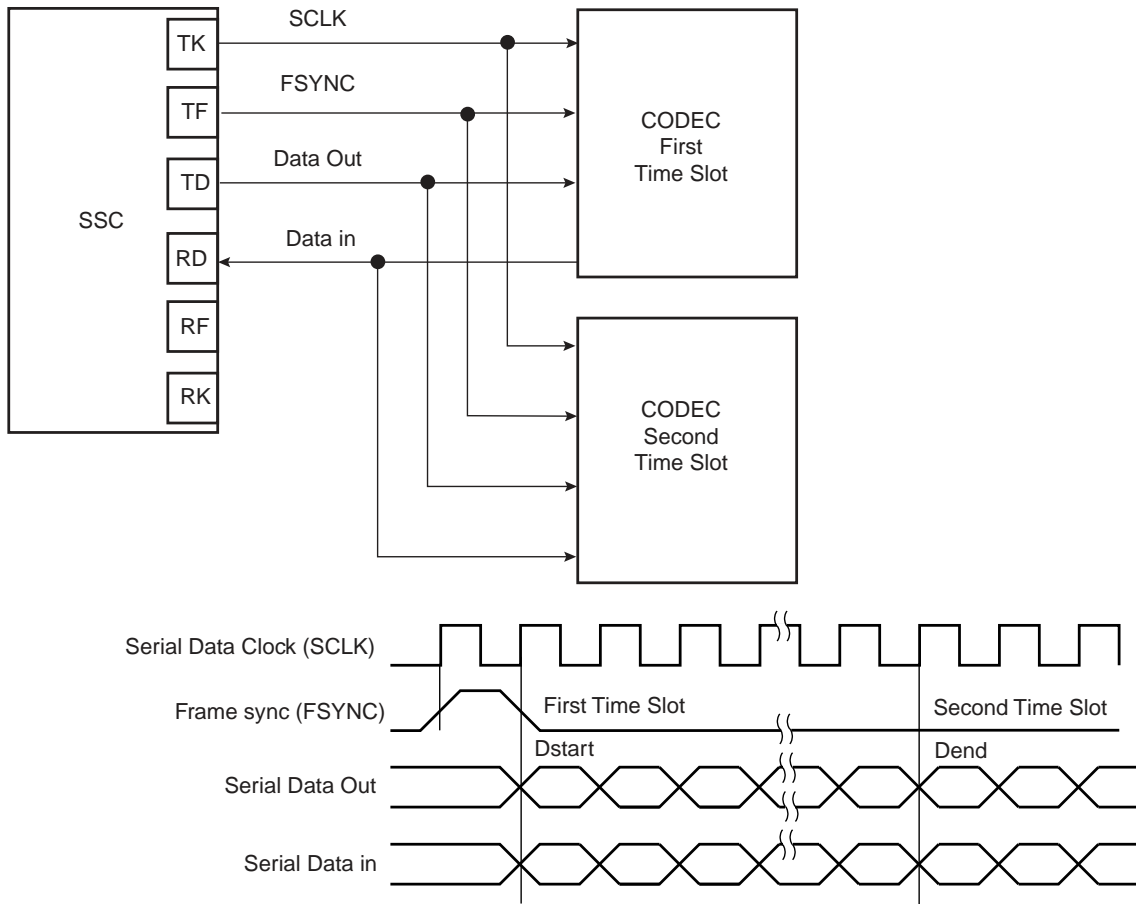 SCLK
TK
FSYNC
TF
CODEC
First
Time Slot
Data Out
TD
SSC
Data in
RD
RF
RK
CODEC
Second
Time Slot
Serial Data Clock (SCLK)
Frame sync (FSYNC)
First Time Slot
Second Time Slot
Dstart
Dend
Serial Data Out
Serial Data in